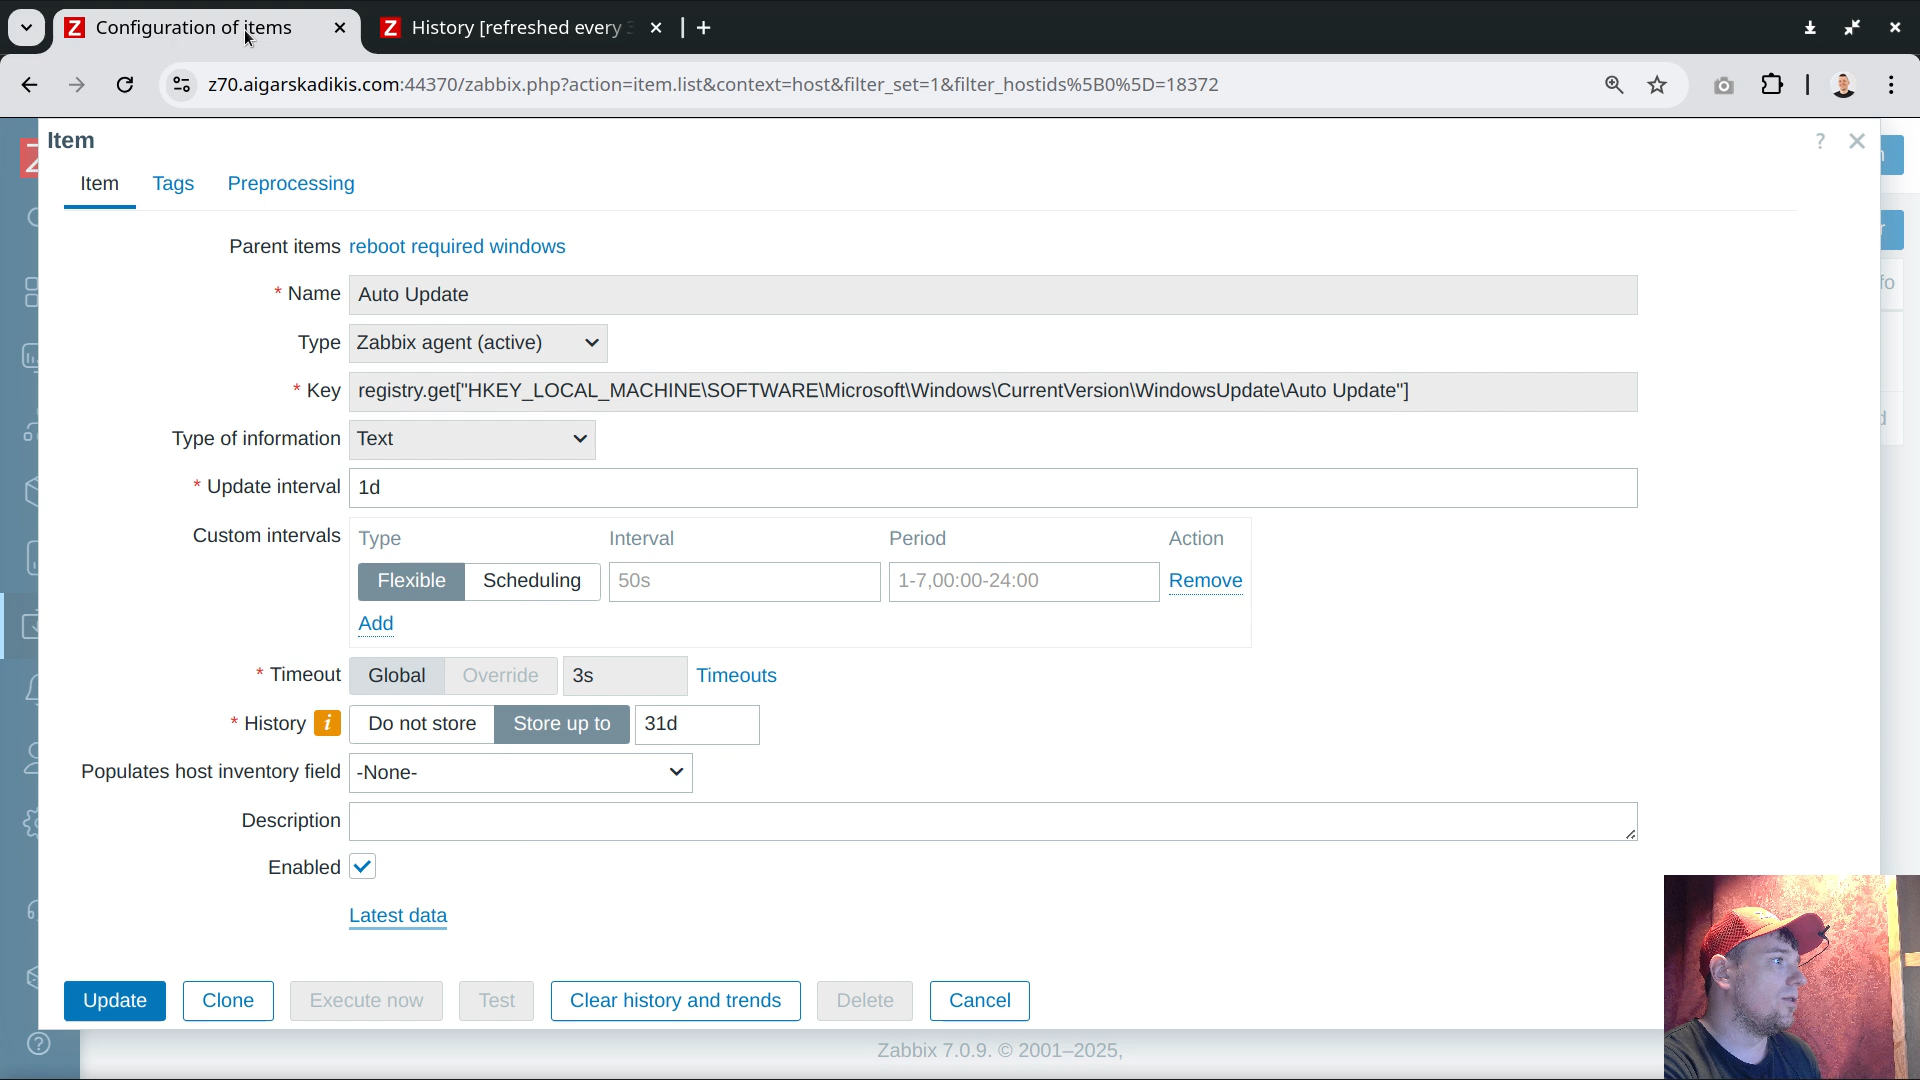 Configuration of items
History [refreshed every 3
z70.aigarskadikis.com:44370/zabbix.php?action=item.list&context=host&filter_set=1&filter_hostids%5B0%5D=18372
Item
?
Item Tags Preprocessing
Parent items reboot required windows
* Name Auto Update
Type Zabbix agent (active)
* Key registry.get["HKEY_LOCAL_MACHINE\SOFTWARE\Microsoft\Windows\CurrentVersion\WindowsUpdate\Auto Update"]
Type of information Text
* Update interval 1d
Custom intervals Type Interval Period Action
Flexible Scheduling 50s 1-7,00:00-24:00 Remove
Add
* Timeout Global Override 3s Timeouts
* History i Do not store Store up to 31d
Populates host inventory field -None-
Description
Enabled
Latest data
Update Clone Execute now Test Clear history and trends Delete Cancel
Zabbix 7.0.9. © 2001–2025,